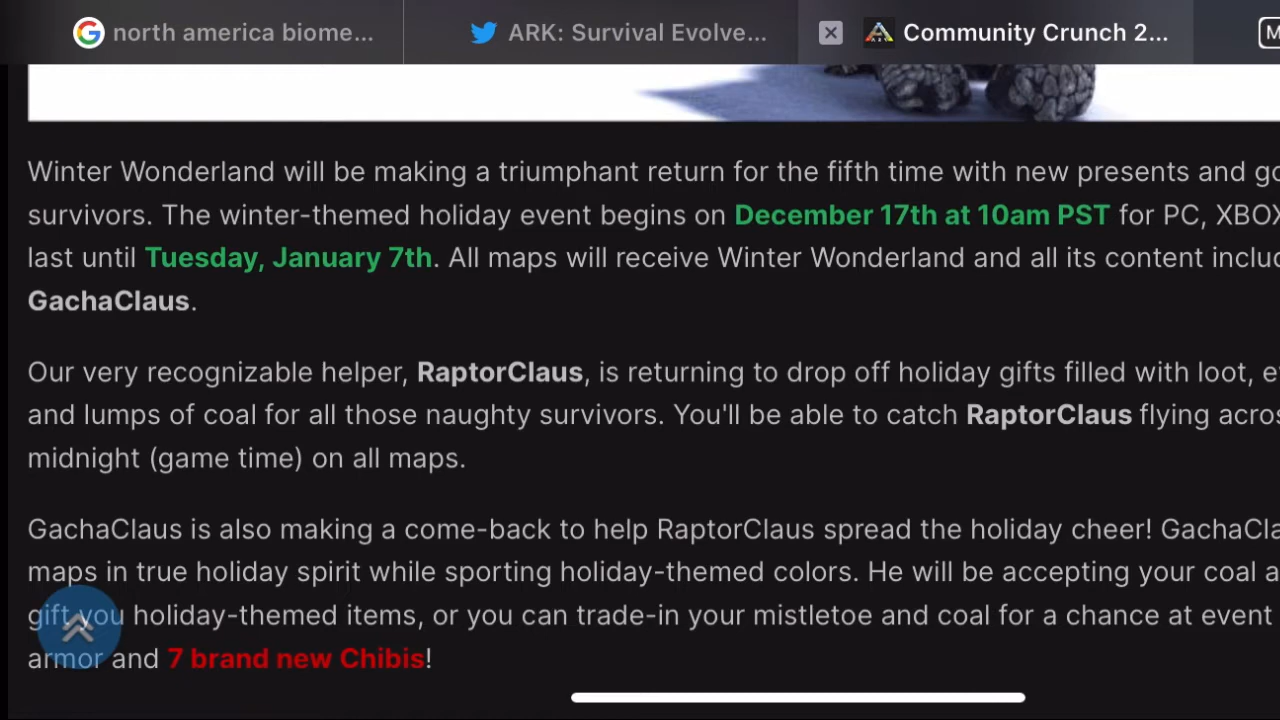 north america biome...
ARK: Survival Evolve...
Community Crunch 2...
M
Winter Wonderland will be making a triumphant return for the fifth time with new presents and
survivors. The winter-themed holiday event begins on December 17th at 10am PST for PC, XBOX
last until Tuesday, January 7th. All maps will receive Winter Wonderland and all its content
GachaClaus.
Our very recognizable helper, RaptorClaus, is returning to drop off holiday gifts filled with loot,
and lumps of coal for all those naughty survivors. You'll be able to catch RaptorClaus flying
midnight (game time) on all maps.
GachaClaus is also making a come-back to help RaptorClaus spread the holiday cheer!
maps in true holiday spirit while sporting holiday-themed colors. He will be accepting your coal
gift you holiday-themed items, or you can trade-in your mistletoe and coal for a chance at event
armor and 7 brand new Chibis!